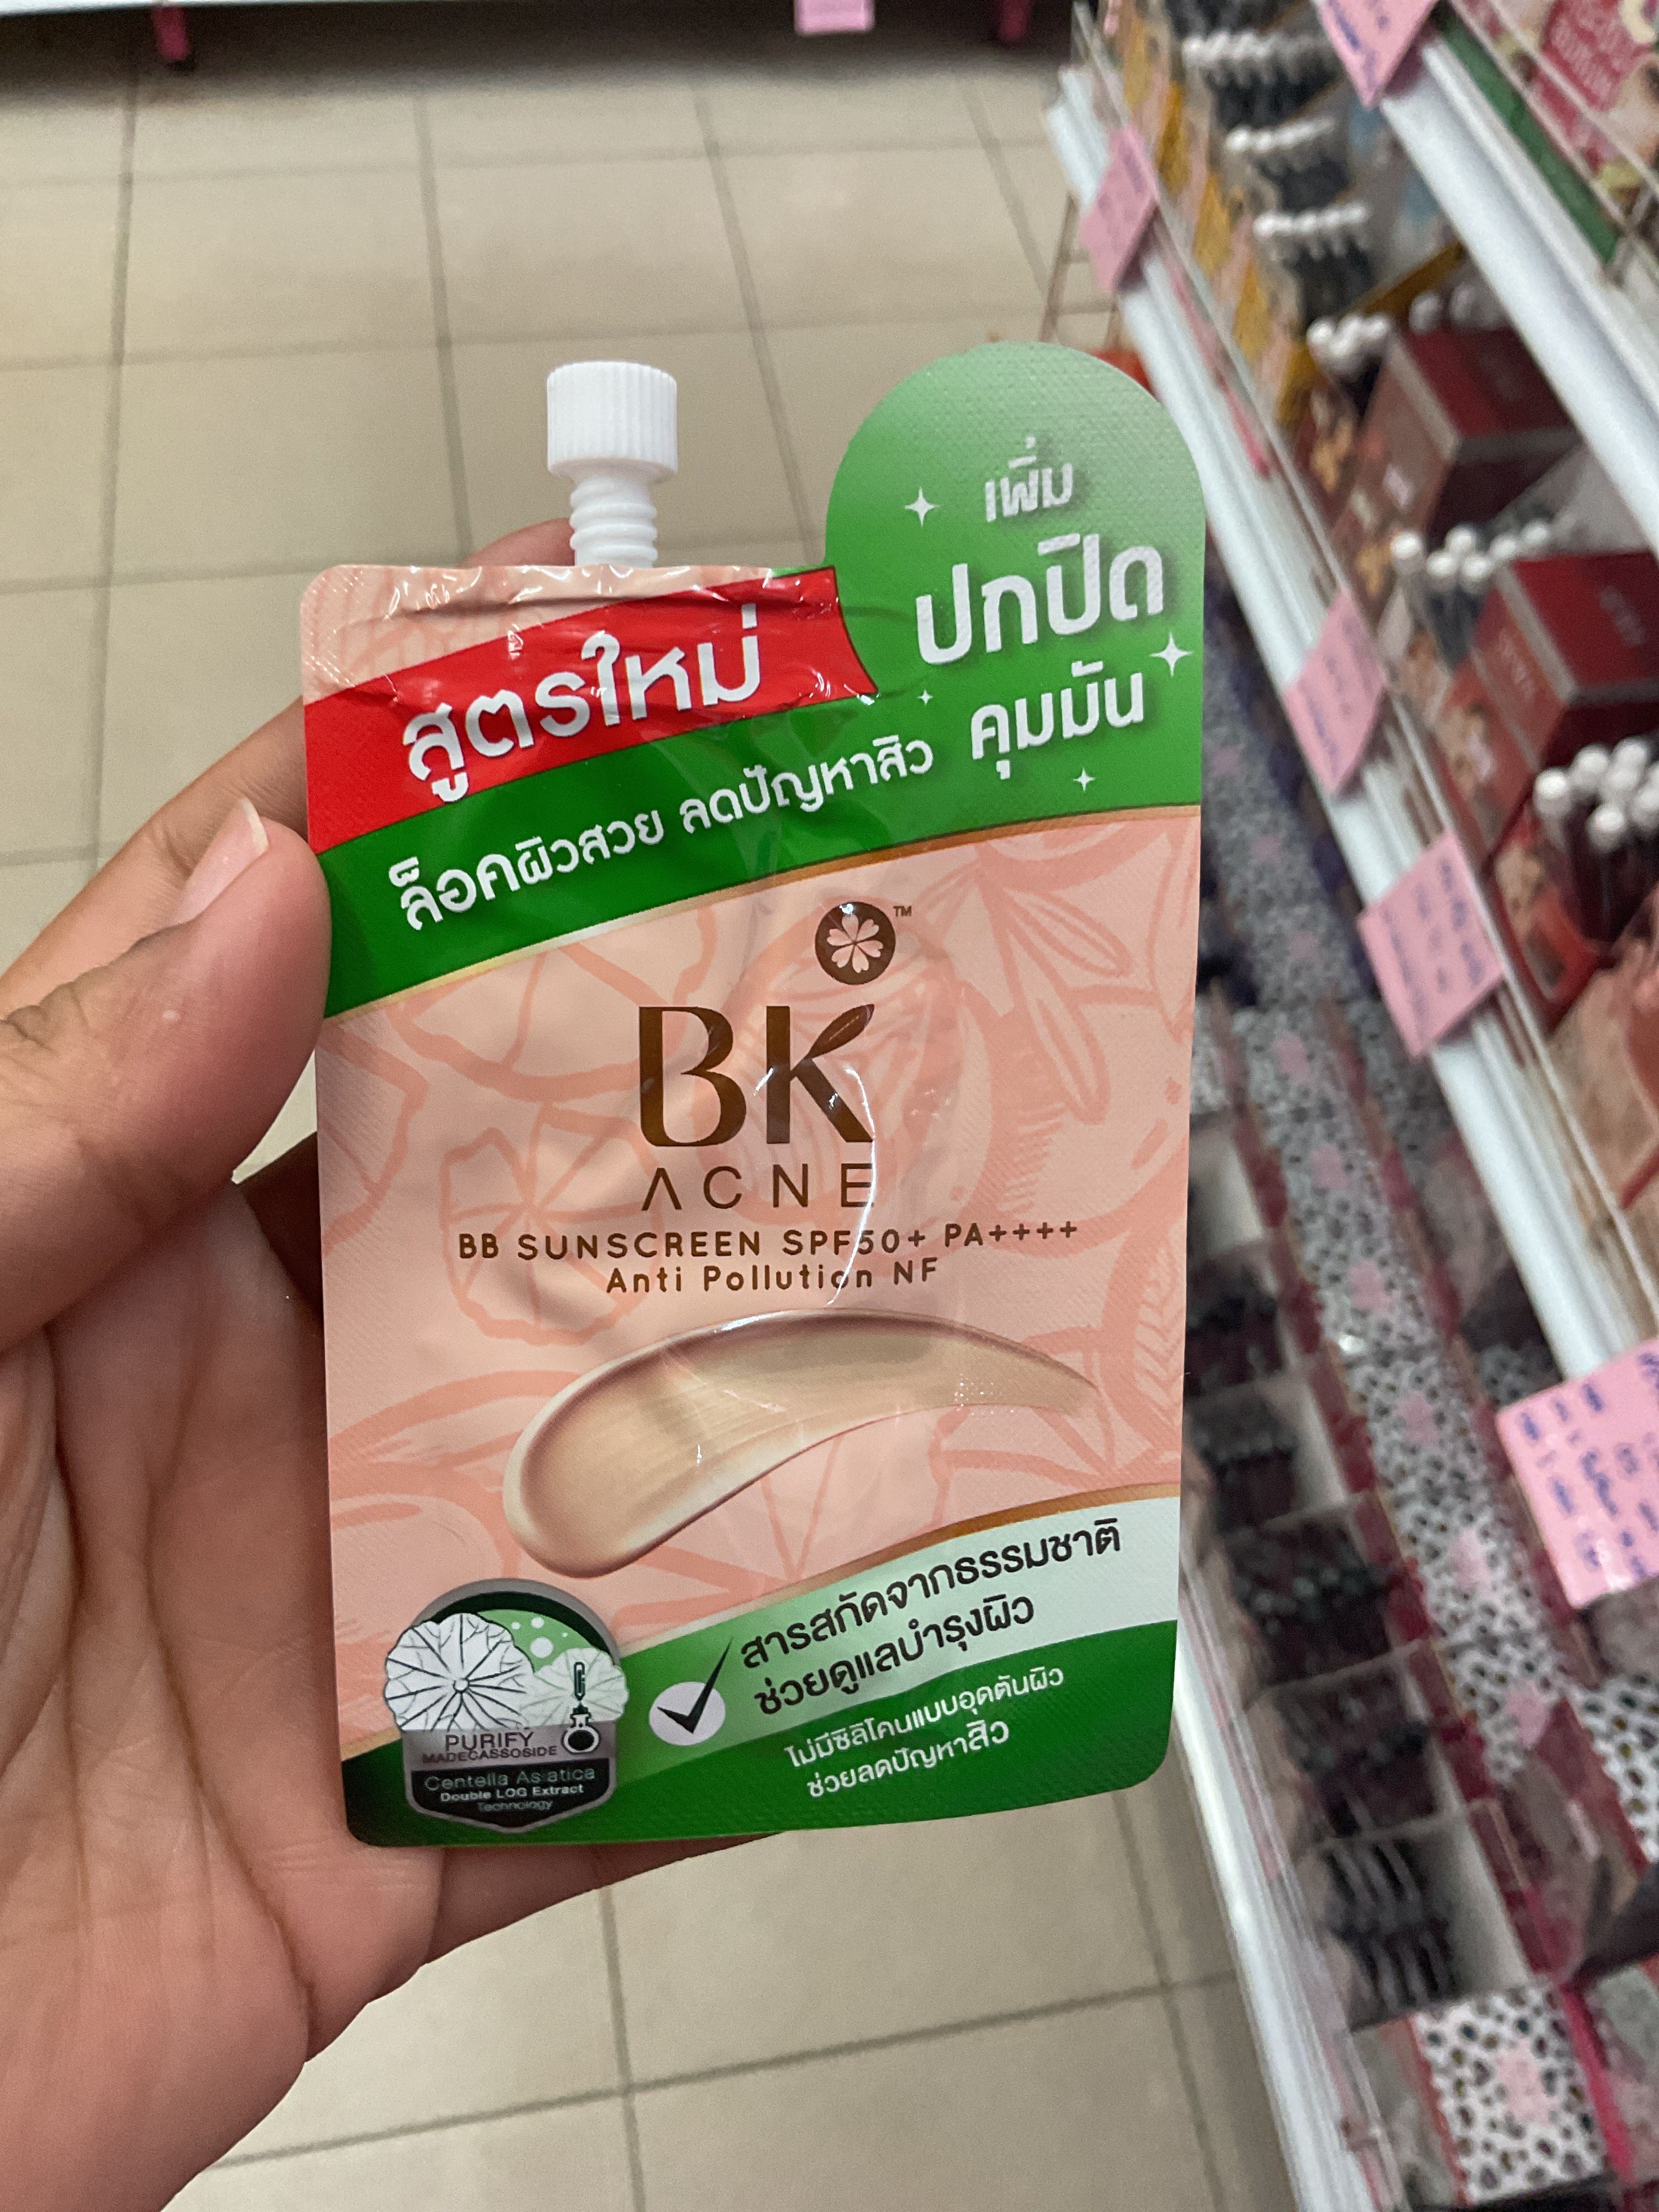 เพิ่ม
ปกปิด
คุมมัน
สูตรใหม่
ล็อคผิวสวย ลดปัญหาสิว
TM
BK
ACNE
BB SUNSCREEN SPF50+ PA++++
Anti Pollution NF
สารสกัดจากธรรมชาติ
ช่วยดูแลบำรุงผิว
ไม่มีซิลิโคนแบบอุดตันผิว
ช่วยลดปัญหาสิว
PURIFY
MADECASSOSIDE
Centella Asiatica
Double LOG Extract
Technology